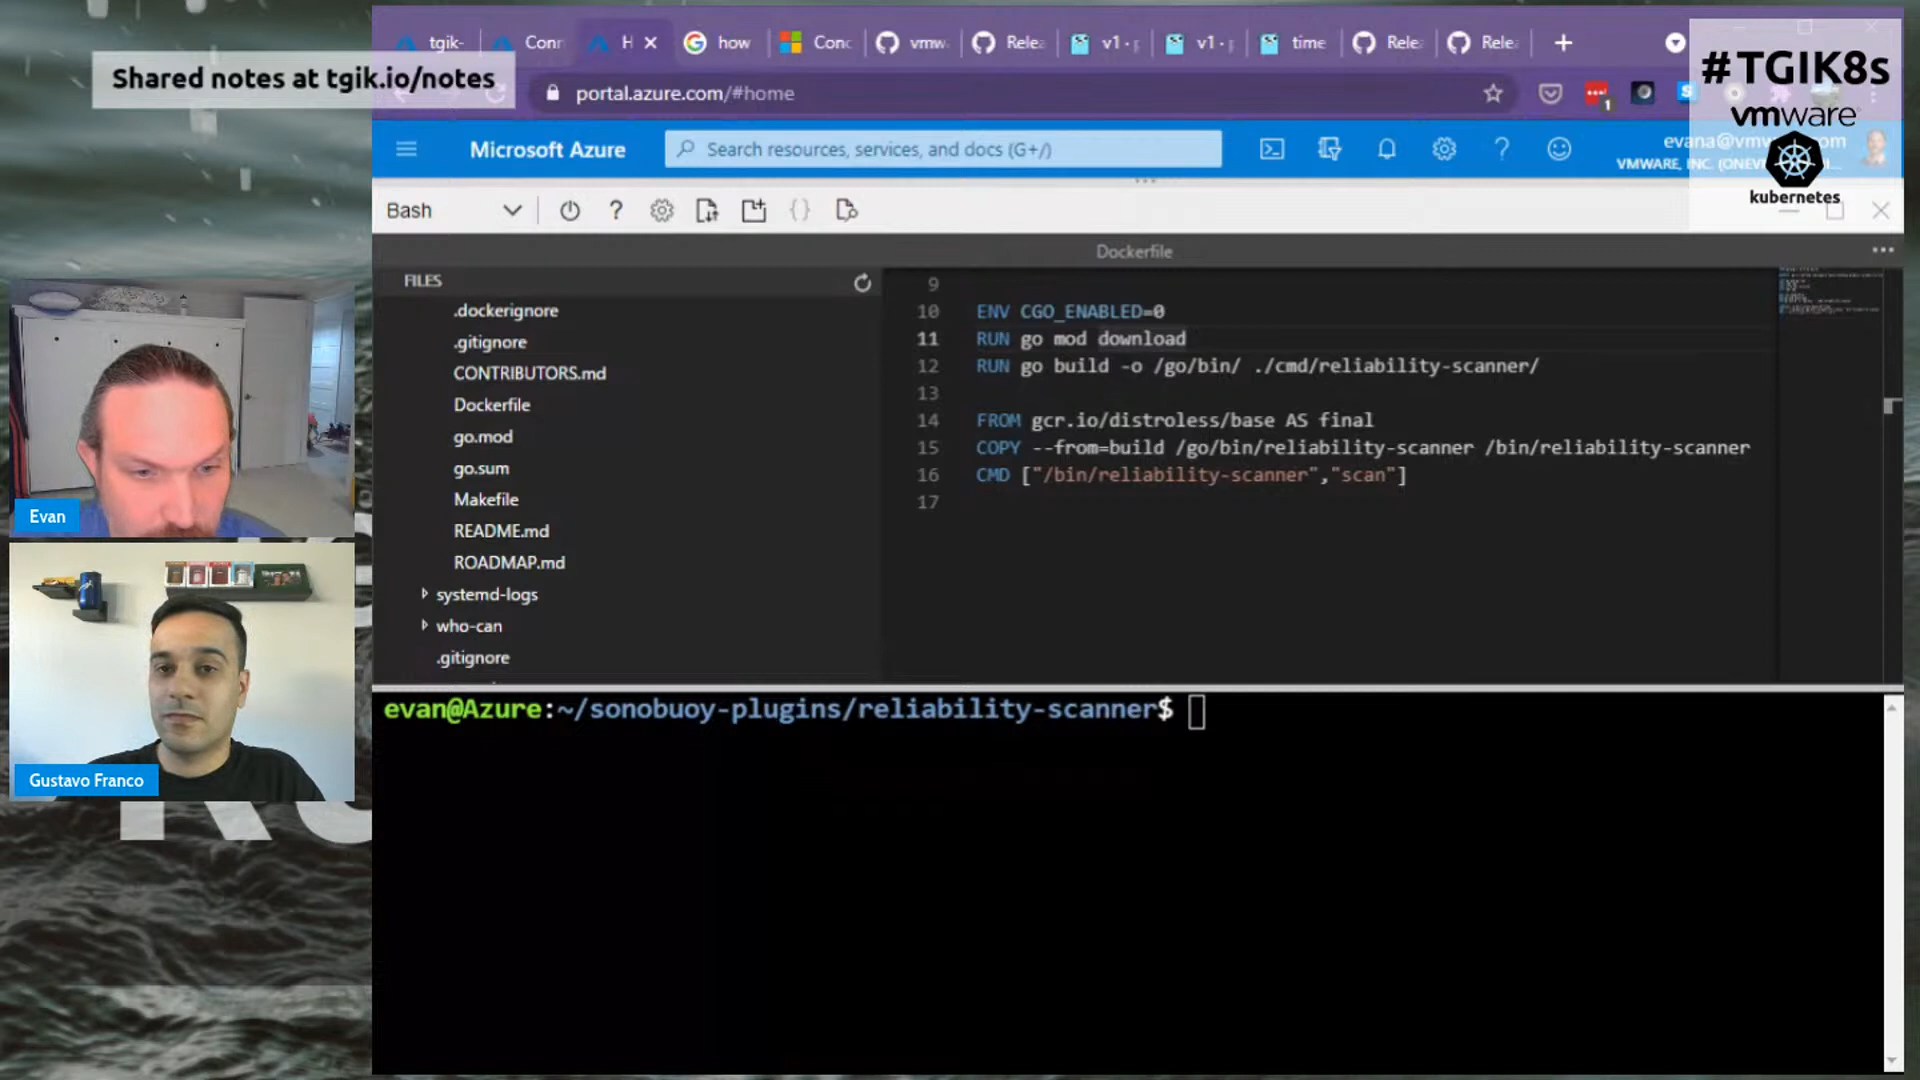 tgik-
Conn
H
how
Conc
vmw
Relea
v1 · p
v1 · p
time
Relea
Relea
Shared notes at tgik.io/notes
portal.azure.com/#home
1
#TGIK8s
vmware
kubernetes
Microsoft Azure
Search resources, services, and docs (G+/)
VMWARE, INC.
Bash
Dockerfile
FILES
.dockerignore
.gitignore
CONTRIBUTORS.md
Dockerfile
go.mod
go.sum
Makefile
README.md
ROADMAP.md
systemd-logs
who-can
.gitignore
9
10 ENV CGO_ENABLED=0
11 RUN go mod download
12 RUN go build -o /go/bin/ ./cmd/reliability-scanner/
13
14 FROM gcr.io/distroless/base AS final
15 COPY --from=build /go/bin/reliability-scanner /bin/reliability-scanner
16 CMD ["/bin/reliability-scanner","scan"]
17
evan@Azure:~/sonobuoy-plugins/reliability-scanner$
Evan
Gustavo Franco